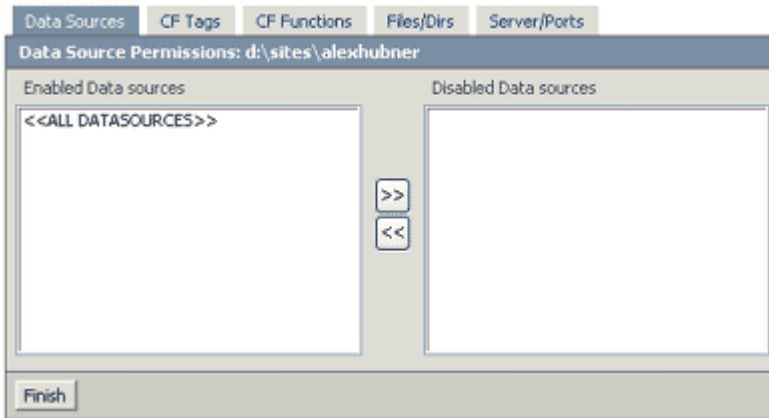 Data Sources CF Tags CF Functions Files/Dirs Server/Ports
Data Source Permissions: d:\sites\alexhubner
Enabled Data sources Disabled Data sources
<<ALL DATASOURCES>>
>>
<<
Finish